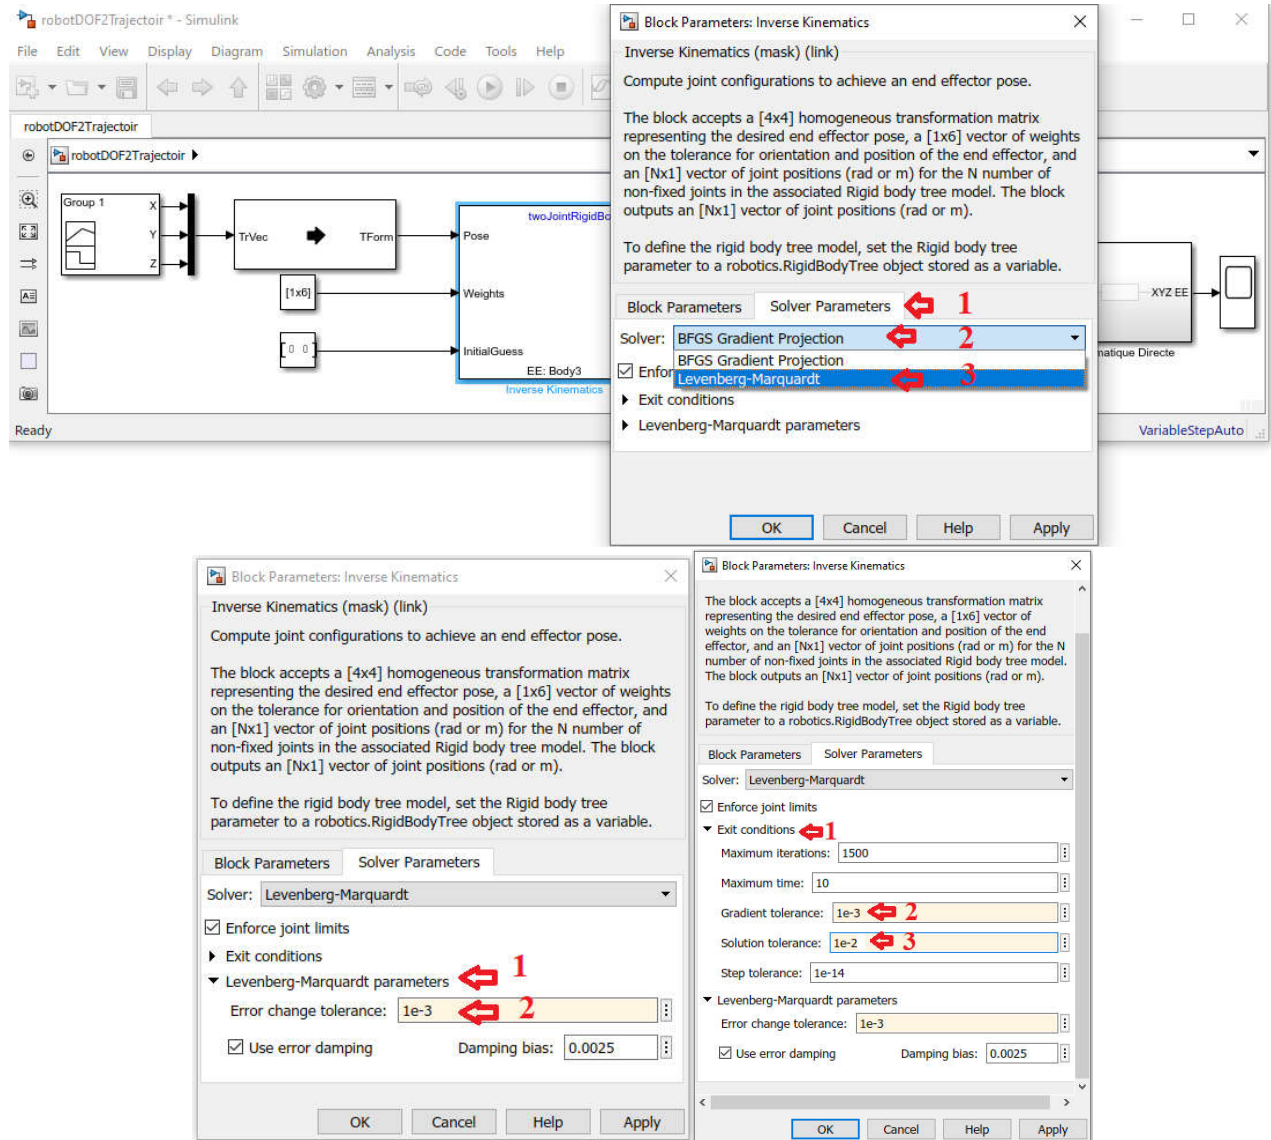 robotDOF2Trajectoir * - Simulink
File Edit View Display Diagram Simulation Analysis Code Tools Help
robotDOF2Trajectoir
robotDOF2Trajectoir
Group 1
X
Y
Z
TrVec
TForm
[1x6]
[ 0 0 ]
twoJointRigidBo
Pose
Weights
InitialGuess
EE: Body3
Inverse Kinematics
XYZ EE
matique Directe
Ready
VariableStepAuto
Block Parameters: Inverse Kinematics
Inverse Kinematics (mask) (link)
Compute joint configurations to achieve an end effector pose.
The block accepts a [4x4] homogeneous transformation matrix
representing the desired end effector pose, a [1x6] vector of weights
on the tolerance for orientation and position of the end effector, and
an [Nx1] vector of joint positions (rad or m) for the N number of
non-fixed joints in the associated Rigid body tree model. The block
outputs an [Nx1] vector of joint positions (rad or m).
To define the rigid body tree model, set the Rigid body tree
parameter to a robotics.RigidBodyTree object stored as a variable.
Block Parameters Solver Parameters 1
Solver: BFGS Gradient Projection 2
BFGS Gradient Projection
Enfor Levenberg-Marquardt 3
Exit conditions
Levenberg-Marquardt parameters
OK Cancel Help Apply
Block Parameters: Inverse Kinematics
Inverse Kinematics (mask) (link)
Compute joint configurations to achieve an end effector pose.
The block accepts a [4x4] homogeneous transformation matrix
representing the desired end effector pose, a [1x6] vector of weights
on the tolerance for orientation and position of the end effector, and
an [Nx1] vector of joint positions (rad or m) for the N number of
non-fixed joints in the associated Rigid body tree model. The block
outputs an [Nx1] vector of joint positions (rad or m).
To define the rigid body tree model, set the Rigid body tree
parameter to a robotics.RigidBodyTree object stored as a variable.
Block Parameters Solver Parameters
Solver: Levenberg-Marquardt
Enforce joint limits
Exit conditions
Levenberg-Marquardt parameters 1
Error change tolerance: 1e-3 2
Use error damping Damping bias: 0.0025
OK Cancel Help Apply
Block Parameters: Inverse Kinematics
The block accepts a [4x4] homogeneous transformation matrix
representing the desired end effector pose, a [1x6] vector of
weights on the tolerance for orientation and position of the end
effector, and an [Nx1] vector of joint positions (rad or m) for the N
number of non-fixed joints in the associated Rigid body tree model.
The block outputs an [Nx1] vector of joint positions (rad or m).
To define the rigid body tree model, set the Rigid body tree
parameter to a robotics.RigidBodyTree object stored as a variable.
Block Parameters Solver Parameters
Solver: Levenberg-Marquardt
Enforce joint limits
Exit conditions 1
Maximum iterations: 1500
Maximum time: 10
Gradient tolerance: 1e-3 2
Solution tolerance: 1e-2 3
Step tolerance: 1e-14
Levenberg-Marquardt parameters
Error change tolerance: 1e-3
Use error damping Damping bias: 0.0025
OK Cancel Help Apply